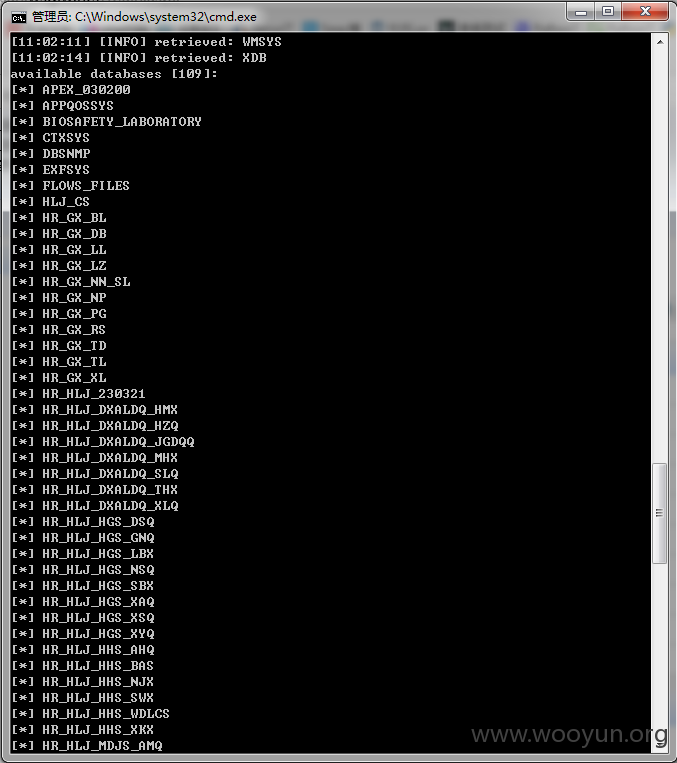 管理员: C:\Windows\system32\cmd.exe
[11:02:11] [INFO] retrieved: WMSYS
[11:02:14] [INFO] retrieved: XDB
available databases [109]:
[*] APEX_030200
[*] APPQOSSYS
[*] BIOSAFETY_LABORATORY
[*] CTXSYS
[*] DBSNMP
[*] EXFSYS
[*] FLOWS_FILES
[*] HLJ_CS
[*] HR_GX_BL
[*] HR_GX_DB
[*] HR_GX_LL
[*] HR_GX_LZ
[*] HR_GX_NN_SL
[*] HR_GX_NP
[*] HR_GX_PG
[*] HR_GX_RS
[*] HR_GX_TD
[*] HR_GX_TL
[*] HR_GX_XL
[*] HR_HLJ_230321
[*] HR_HLJ_DXALDQ_HMX
[*] HR_HLJ_DXALDQ_HZQ
[*] HR_HLJ_DXALDQ_JGDQQ
[*] HR_HLJ_DXALDQ_MHX
[*] HR_HLJ_DXALDQ_SLQ
[*] HR_HLJ_DXALDQ_THX
[*] HR_HLJ_DXALDQ_XLQ
[*] HR_HLJ_HGS_DSQ
[*] HR_HLJ_HGS_GNQ
[*] HR_HLJ_HGS_LBX
[*] HR_HLJ_HGS_NSQ
[*] HR_HLJ_HGS_SBX
[*] HR_HLJ_HGS_XAQ
[*] HR_HLJ_HGS_XSQ
[*] HR_HLJ_HGS_XYQ
[*] HR_HLJ_HHS_AHQ
[*] HR_HLJ_HHS_BAS
[*] HR_HLJ_HHS_NJX
[*] HR_HLJ_HHS_SWX
[*] HR_HLJ_HHS_WDLCS
[*] HR_HLJ_HHS_XKX
[*] HR_HLJ_MDJS_AMQ
www.wooyun.org